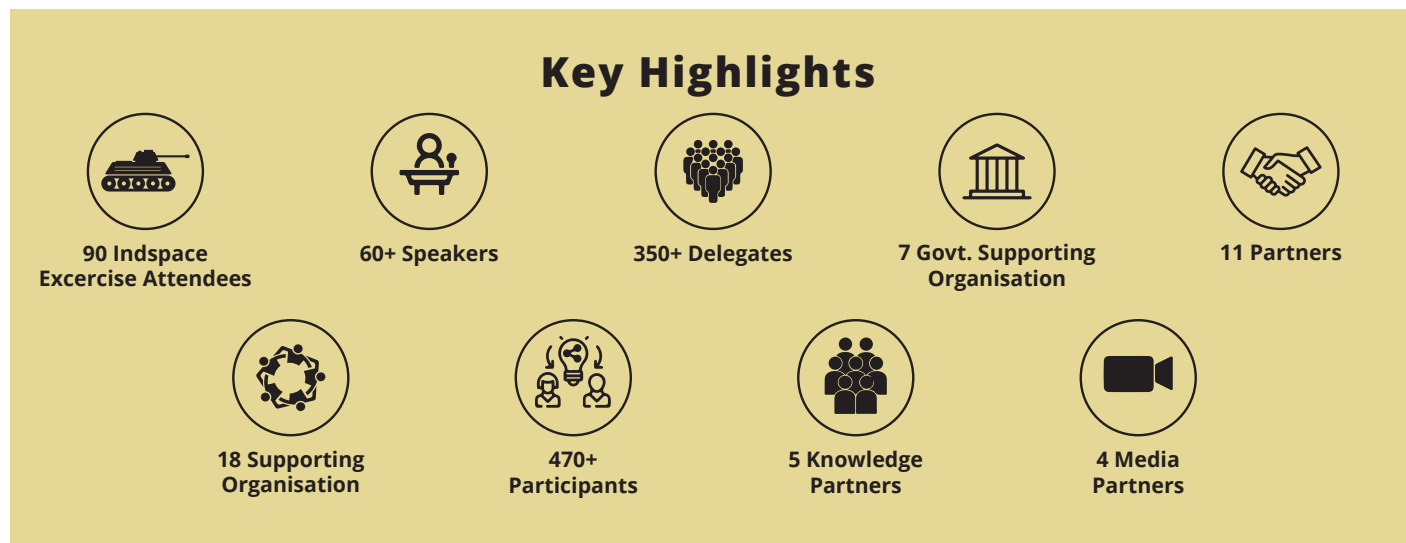 Key Highlights
90 Indspace
Excercise Attendees
60+ Speakers
350+ Delegates
7 Govt. Supporting
Organisation
11 Partners
18 Supporting
Organisation
470+
Participants
5 Knowledge
Partners
4 Media
Partners